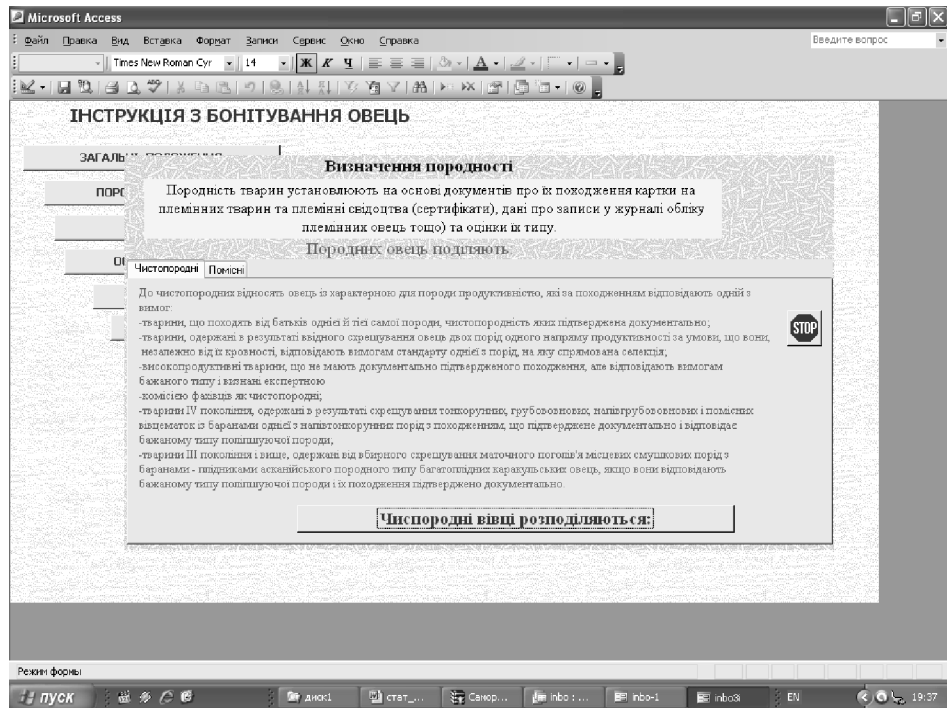 Microsoft Access
Файл Правка Вид Вставка Формат Записи Сервис Окно Справка
Введите вопрос
Times New Roman Cyr 14 Ж К Ч
ІНСТРУКЦІЯ З БОНІТУВАННЯ ОВЕЦЬ
Визначення породності
Породність тварин установлюють на основі документів про їх походження картки на
племінних тварин та племінні свідоцтва (сертифікати), дані про записи у журналі обліку
племінних овець тощо) та оцінки їх типу.
Породних овець поділяють
Чистопородні Помісні
До чистопородних відносять овець із характерною для породи продуктивністю, які за походженням відповідають одній з
вимог:
-тварини, що походять від батьків однієї й тієї самої породи, чистопородність яких підтверджена документально;
-тварини, одержані в результаті ввідного схрещування овець двох порід одного напряму продуктивності за умови, що вони,
незалежно від їх кровності, відповідають вимогам стандарту однієї з порід, на яку спрямована селекція;
-високопродуктивні тварини, що не мають документально підтвердженого походження, але відповідають вимогам
бажаного типу і визнані експертною
-комісією фахівців як чистопородні;
-тварини IV покоління, одержані в результаті схрещування тонкорунних, грубововнових, напівгрубововнових і помісних
вівцематок із баранами однієї з напівтонкорунних порід з походженням, що підтверджене документально і відповідає
бажаному типу поліпшуючої породи;
-тварини III покоління і вище, одержані від вбирного схрещування маточного поголів'я місцевих смушкових порід з
баранами - плідниками асканійського породного типу багатоплідних каракульських овець, якщо вони відповідають
бажаному типу поліпшуючої породи і їх походження підтверджено документально.
STOP
Чиспородні вівці розподіляються:
Режим формы
пуск диск1 стат_... Санор... inbo : ... inbo-1 inbo3i EN 19:37